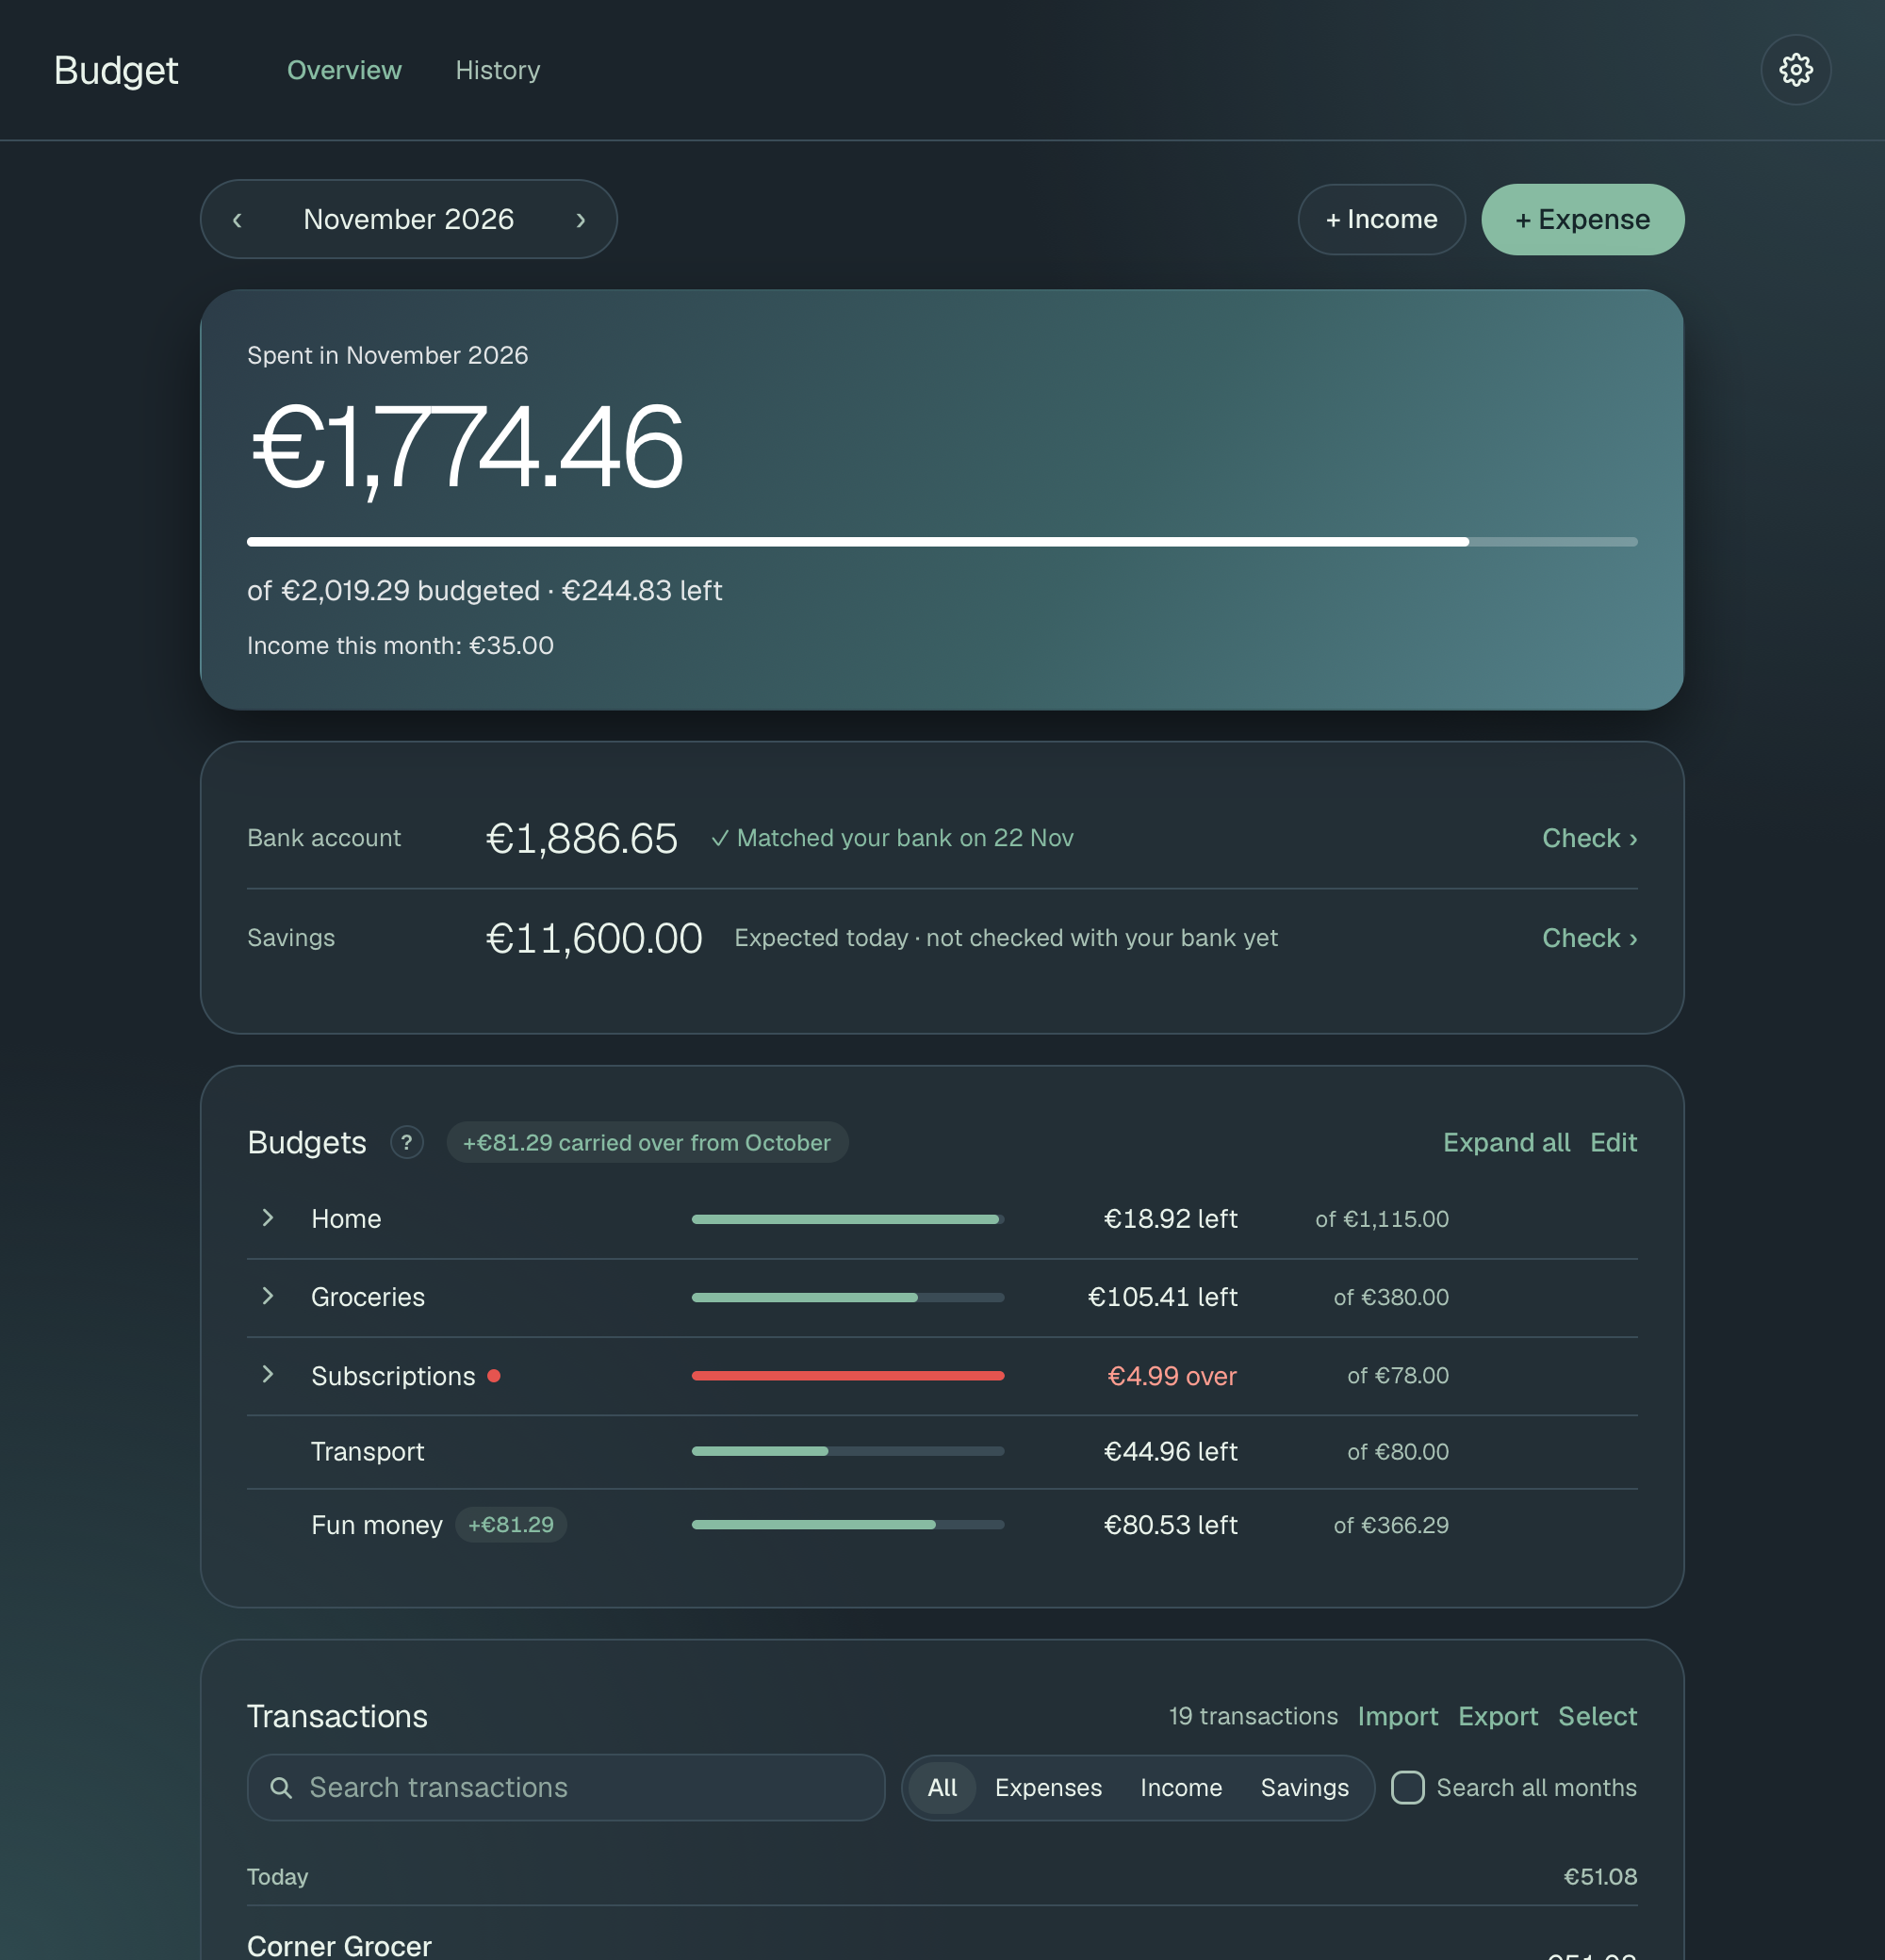 Budget Overview History
‹ November 2026 › + Income + Expense
Spent in November 2026
€1,774.46
of €2,019.29 budgeted · €244.83 left
Income this month: €35.00
Bank account €1,886.65 ✓ Matched your bank on 22 Nov Check ›
Savings €11,600.00 Expected today · not checked with your bank yet Check ›
Budgets ? +€81.29 carried over from October Expand all Edit
Home €18.92 left of €1,115.00
Groceries €105.41 left of €380.00
Subscriptions €4.99 over of €78.00
Transport €44.96 left of €80.00
Fun money +€81.29 €80.53 left of €366.29
Transactions 19 transactions Import Export Select
Search transactions All Expenses Income Savings Search all months
Today €51.08
Corner Grocer